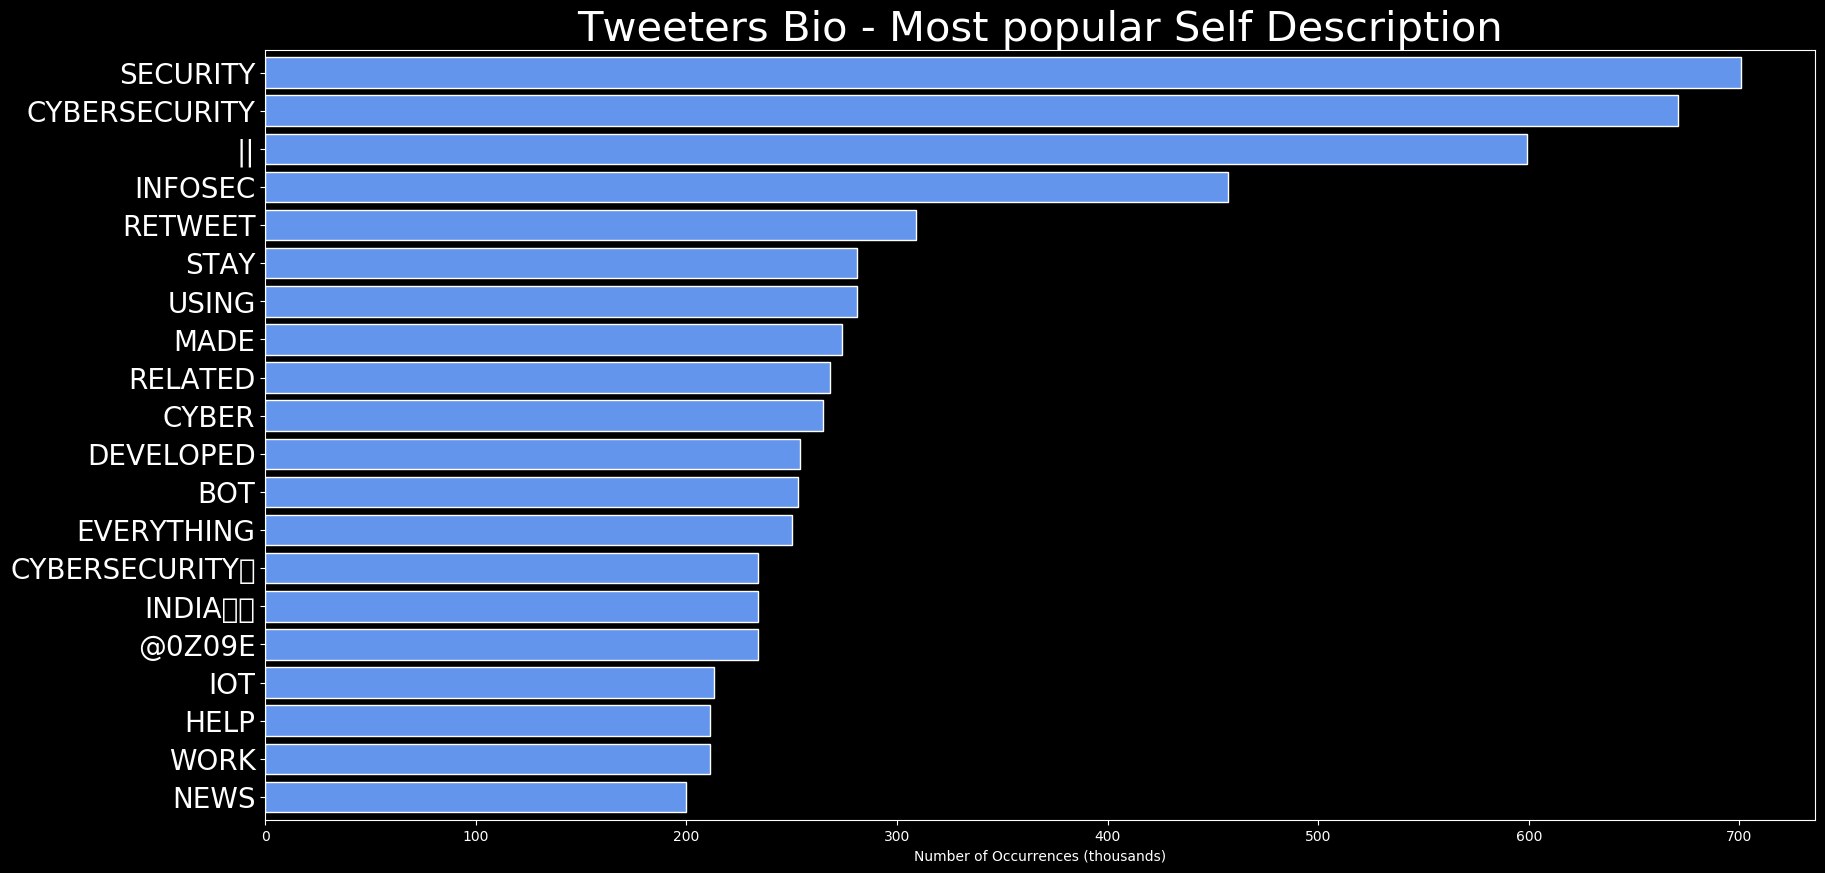 Tweeters Bio - Most popular Self Description
SECURITY
CYBERSECURITY
||
INFOSEC
RETWEET
STAY
USING
MADE
RELATED
CYBER
DEVELOPED
BOT
EVERYTHING
CYBERSECURITY▯
INDIA▯▯
@0Z09E
IOT
HELP
WORK
NEWS
0 100 200 300 400 500 600 700
Number of Occurrences (thousands)